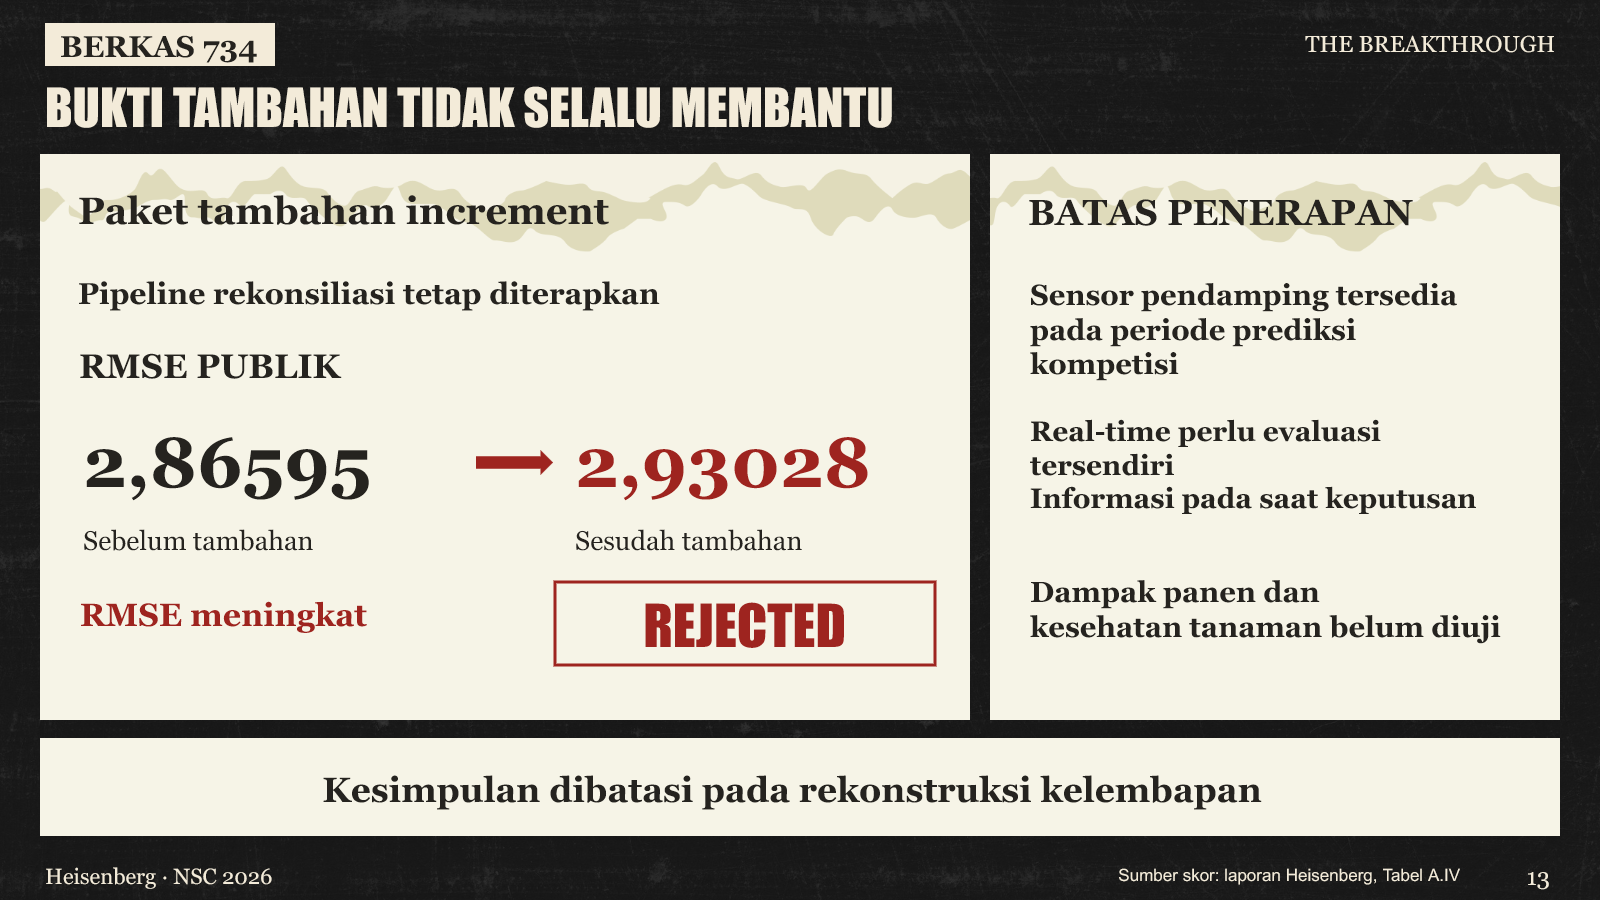 BERKAS 734
THE BREAKTHROUGH
BUKTI TAMBAHAN TIDAK SELALU MEMBANTU
Paket tambahan increment
Pipeline rekonsiliasi tetap diterapkan
RMSE PUBLIK
2,86595
2,93028
Sebelum tambahan
Sesudah tambahan
RMSE meningkat
REJECTED
BATAS PENERAPAN
Sensor pendamping tersedia
pada periode prediksi
kompetisi
Real-time perlu evaluasi
tersendiri
Informasi pada saat keputusan
Dampak panen dan
kesehatan tanaman belum diuji
Kesimpulan dibatasi pada rekonstruksi kelembapan
Heisenberg · NSC 2026
Sumber skor: laporan Heisenberg, Tabel A.IV
13